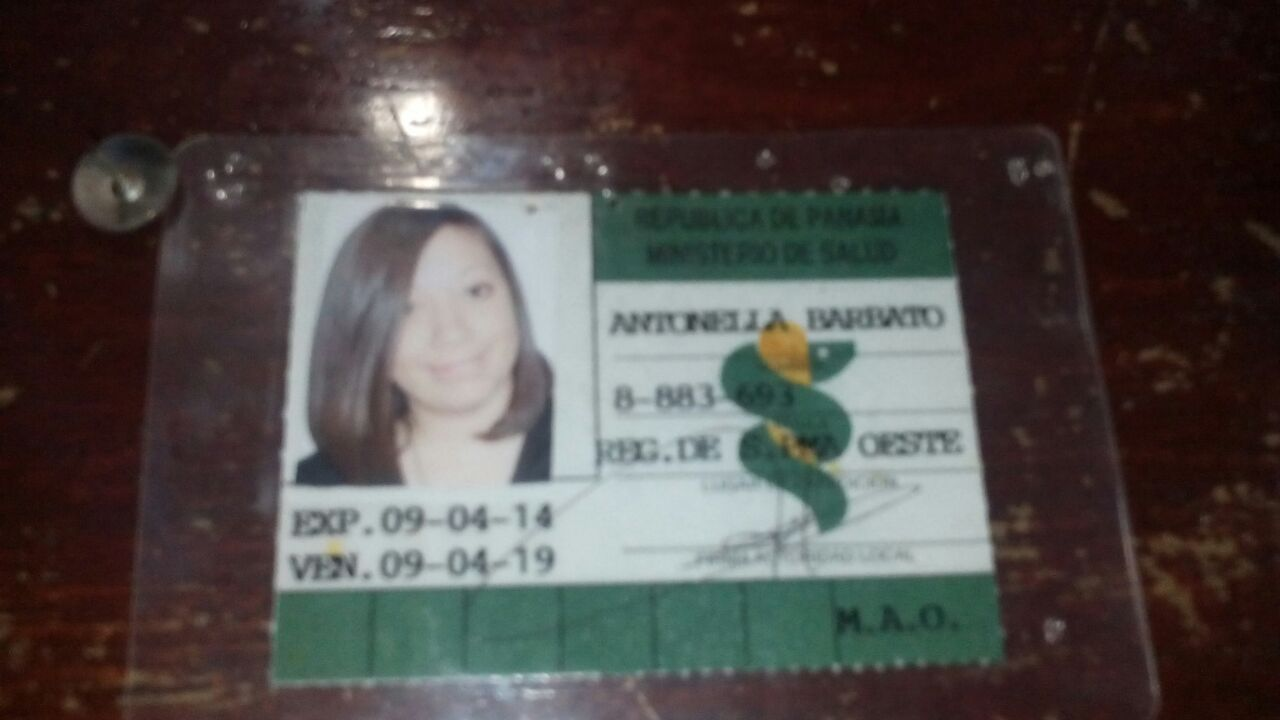 REPUBLICA DE PANAMA
MINISTERIO DE SALUD
ANTONELLA BARBATO
8-883-693
REG.DE S. OESTE
EXP.09-04-14
VEN.09-04-19
LOCAL
M.A.O.